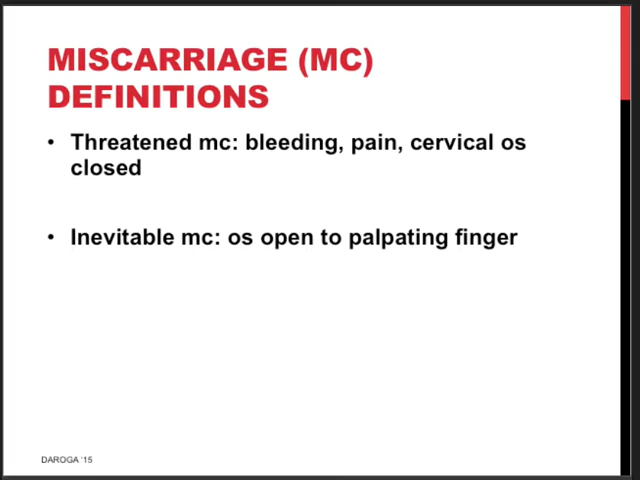 MISCARRIAGE (MC)
DEFINITIONS
• Threatened mc: bleeding, pain, cervical os
closed
• Inevitable mc: os open to palpating finger
DAROGA '15